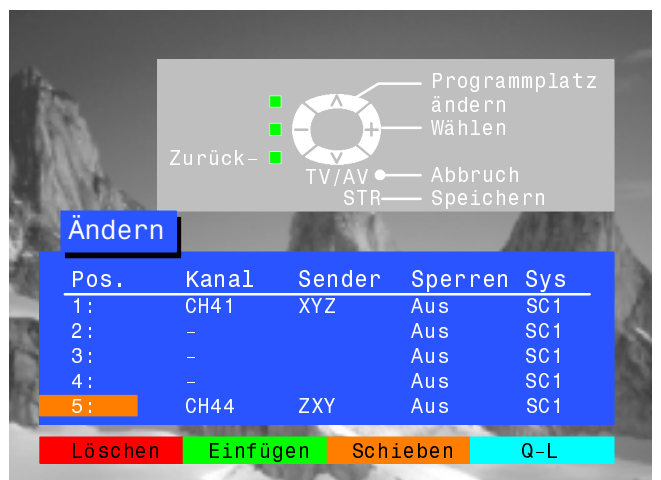 Programmplatz
ändern
Wählen
Zurück–
TV/AV Abbruch
STR Speichern
Ändern
Pos. Kanal Sender Sperren Sys
1: CH41 XYZ Aus SC1
2: – Aus SC1
3: – Aus SC1
4: – Aus SC1
5: CH44 ZXY Aus SC1
Löschen Einfügen Schieben Q–L